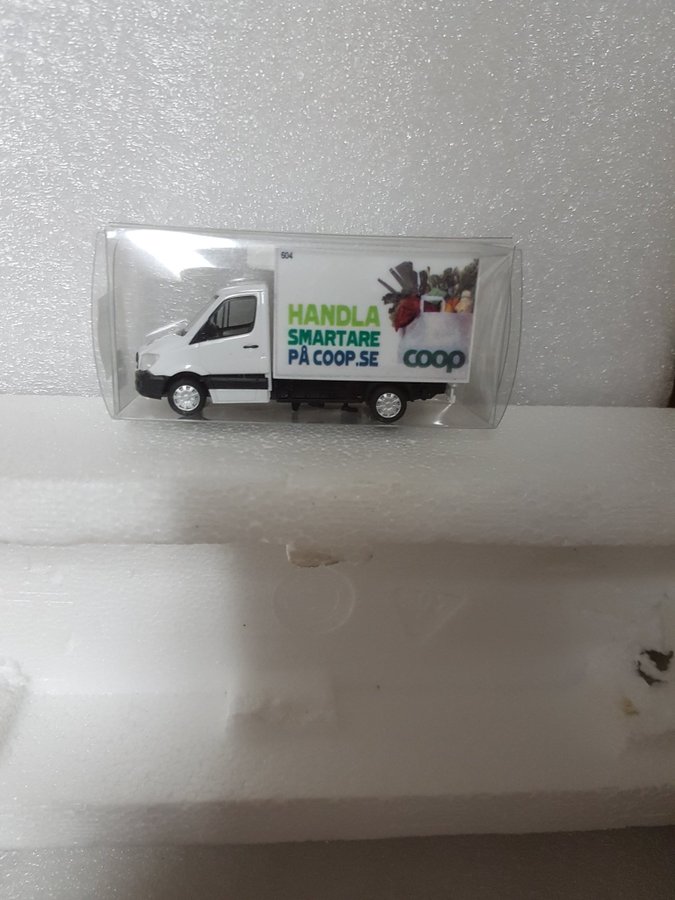 604
HANDLA
SMARTARE
PÅ COOP.SE
coop